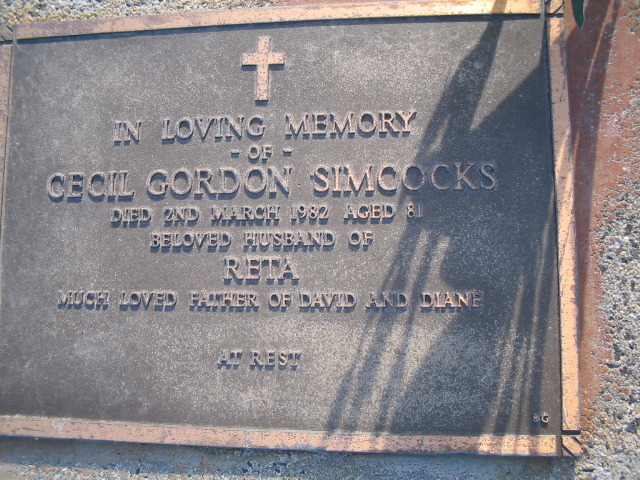 IN LOVING MEMORY
- OF -
CECIL GORDON SIMCOCKS
DIED 2ND MARCH 1982 AGED 81
BELOVED HUSBAND OF
RETA
MUCH LOVED FATHER OF DAVID AND DIANE
AT REST